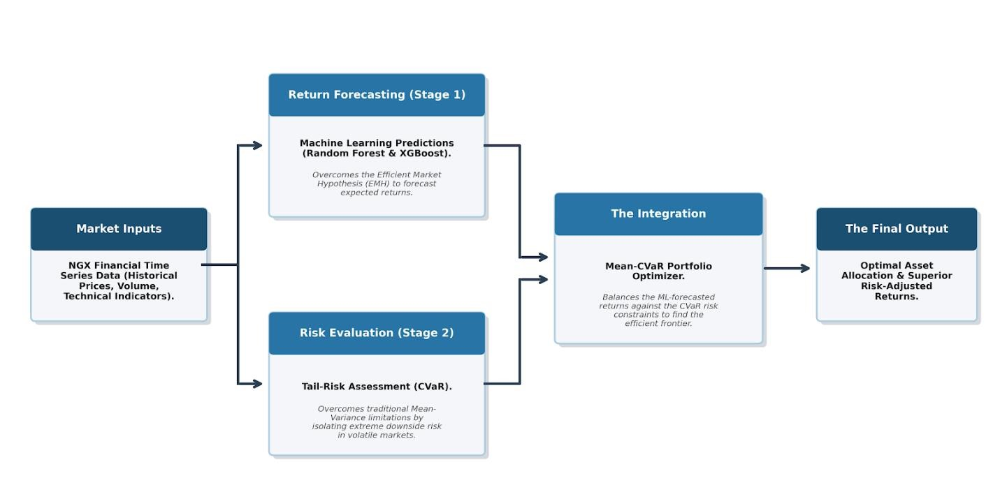 Return Forecasting (Stage 1)
Machine Learning Predictions
(Random Forest & XGBoost).
Overcomes the Efficient Market
Hypothesis (EMH) to forecast
expected returns.
Market Inputs
NGX Financial Time
Series Data (Historical
Prices, Volume,
Technical Indicators).
Risk Evaluation (Stage 2)
Tail-Risk Assessment (CVaR).
Overcomes traditional Mean-
Variance limitations by
isolating extreme downside risk
in volatile markets.
The Integration
Mean-CVaR Portfolio
Optimizer.
Balances the ML-forecasted
returns against the CVaR risk
constraints to find the
efficient frontier.
The Final Output
Optimal Asset
Allocation & Superior
Risk-Adjusted
Returns.